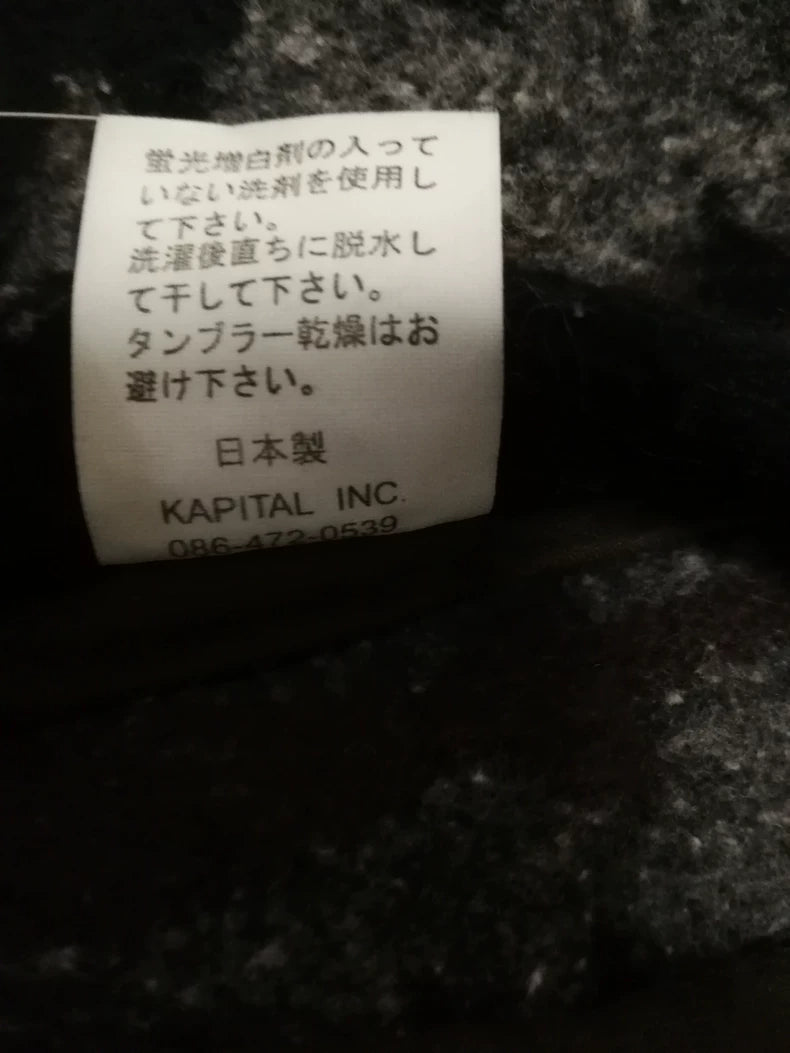 蛍光増白剤の入って
いない洗剤を使用し
て下さい。
洗濯後直ちに脱水し
て干して下さい。
タンブラー乾燥はお
避け下さい。
日本製
KAPITAL INC.
086-472-0539